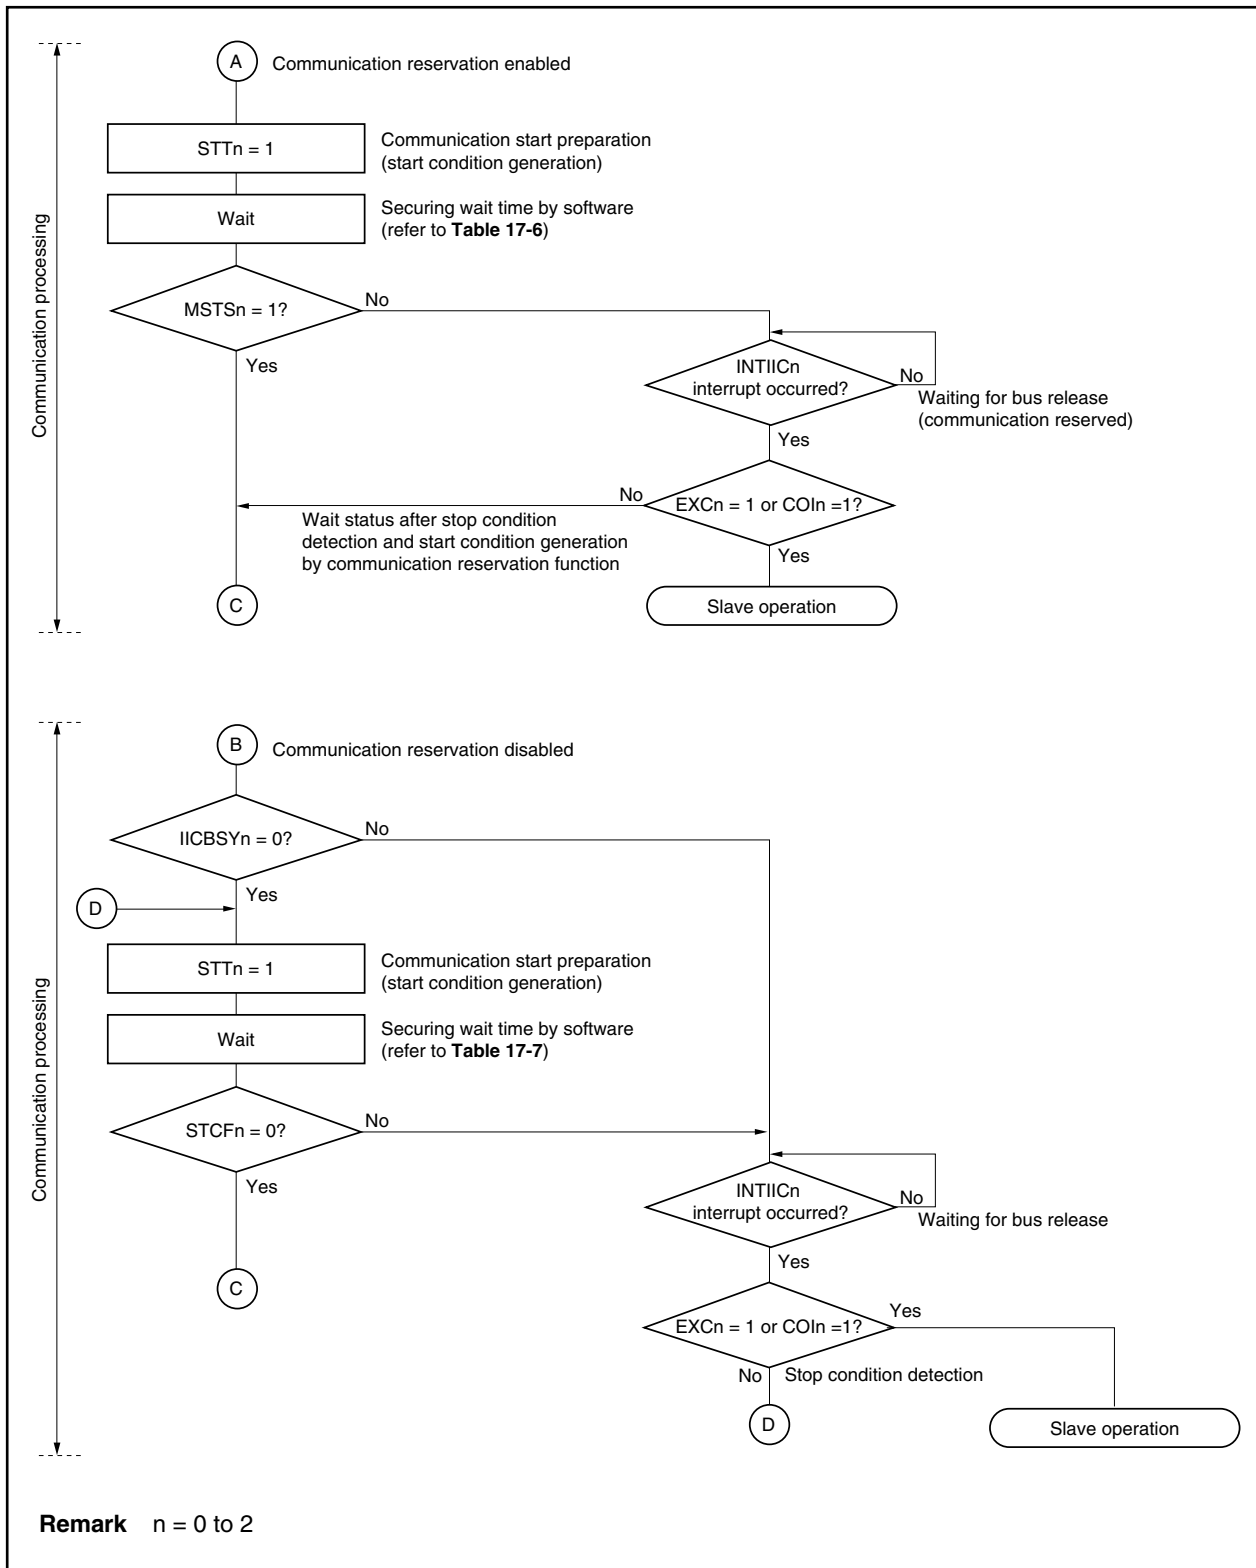 A
Communication reservation enabled
STTn = 1
Communication start preparation
(start condition generation)
Wait
Securing wait time by software
(refer to Table 17-6)
MSTSn = 1?
No
Yes
INTIICn
interrupt occurred?
No
Waiting for bus release
(communication reserved)
Yes
EXCn = 1 or COIn =1?
No
Wait status after stop condition
detection and start condition generation
by communication reservation function
Yes
C
Slave operation
Communication processing
B
Communication reservation disabled
IICBSYn = 0?
No
Yes
D
STTn = 1
Communication start preparation
(start condition generation)
Wait
Securing wait time by software
(refer to Table 17-7)
STCFn = 0?
No
Yes
INTIICn
interrupt occurred?
No
Waiting for bus release
Yes
C
EXCn = 1 or COIn =1?
Yes
No
Stop condition detection
D
Slave operation
Communication processing
Remark n = 0 to 2